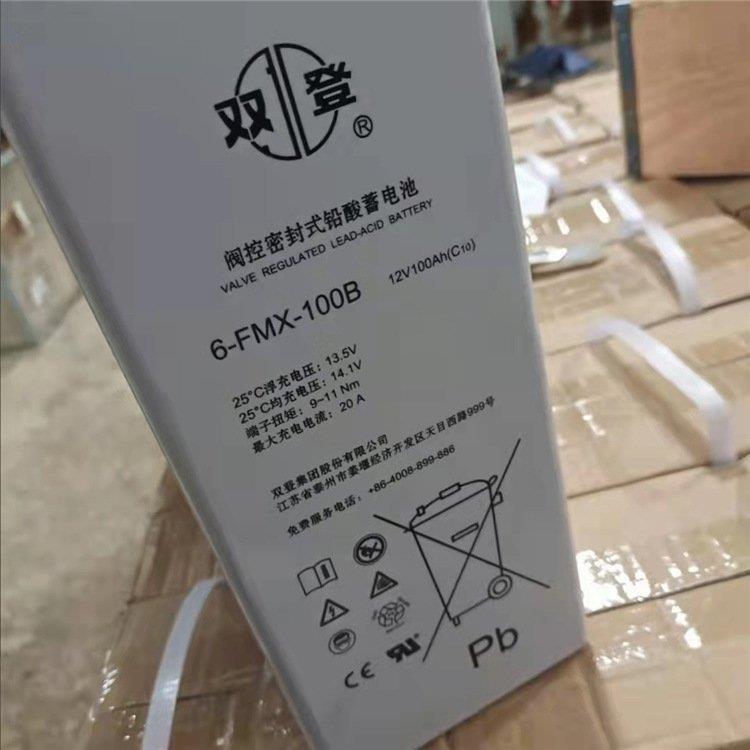 双登®
阀控密封式铅酸蓄电池
VALVE REGULATED LEAD-ACID BATTERY
6-FMX-100B 12V100Ah(C10)
25°C浮充电压：13.5V
25°C均充电压：14.1V
端子扭矩：9~11 Nm
最大充电电流：20 A
双登集团股份有限公司
江苏省泰州市姜堰经济开发区天目西路999号
免费服务电话：+86-4008-899-886
CE
Pb